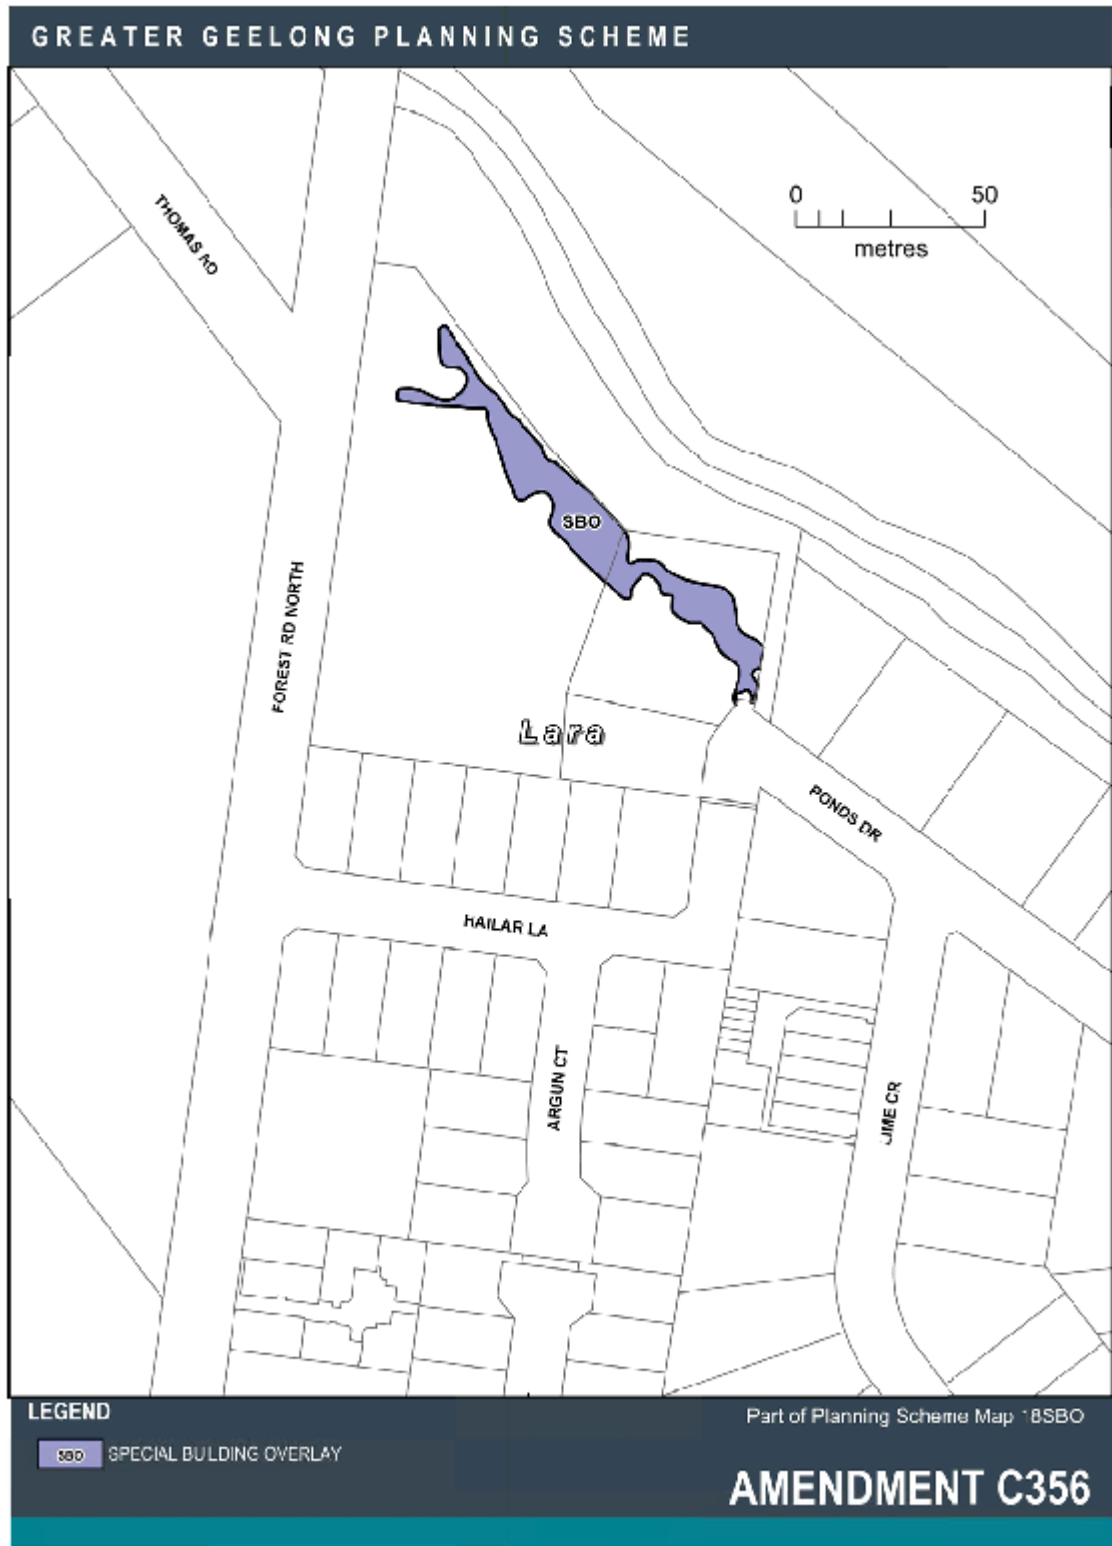 GREATER GEELONG PLANNING SCHEME
0 50
metres
THOMAS RD
SBO
FOREST RD NORTH
Lara
PONDS DR
HAILAR LA
ARGUN CT
LIME CR
LEGEND
Part of Planning Scheme Map 18SBO
SBO SPECIAL BUILDING OVERLAY
AMENDMENT C356